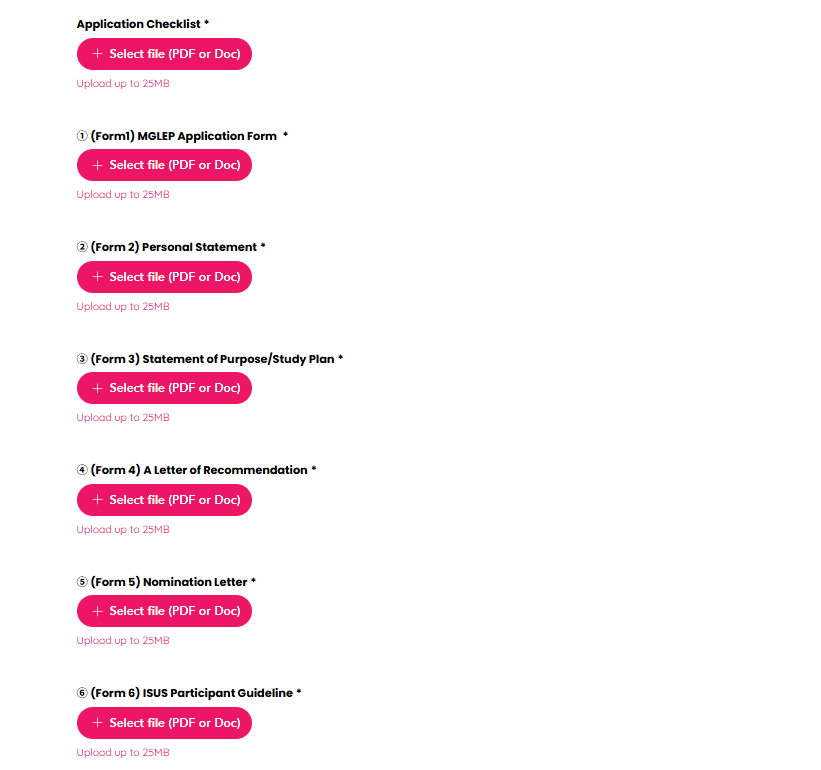 Application Checklist *
+ Select file (PDF or Doc)
Upload up to 25MB
① (Form1) MGLEP Application Form *
+ Select file (PDF or Doc)
Upload up to 25MB
② (Form 2) Personal Statement *
+ Select file (PDF or Doc)
Upload up to 25MB
③ (Form 3) Statement of Purpose/Study Plan *
+ Select file (PDF or Doc)
Upload up to 25MB
④ (Form 4) A Letter of Recommendation *
+ Select file (PDF or Doc)
Upload up to 25MB
⑤ (Form 5) Nomination Letter *
+ Select file (PDF or Doc)
Upload up to 25MB
⑥ (Form 6) ISUS Participant Guideline *
+ Select file (PDF or Doc)
Upload up to 25MB